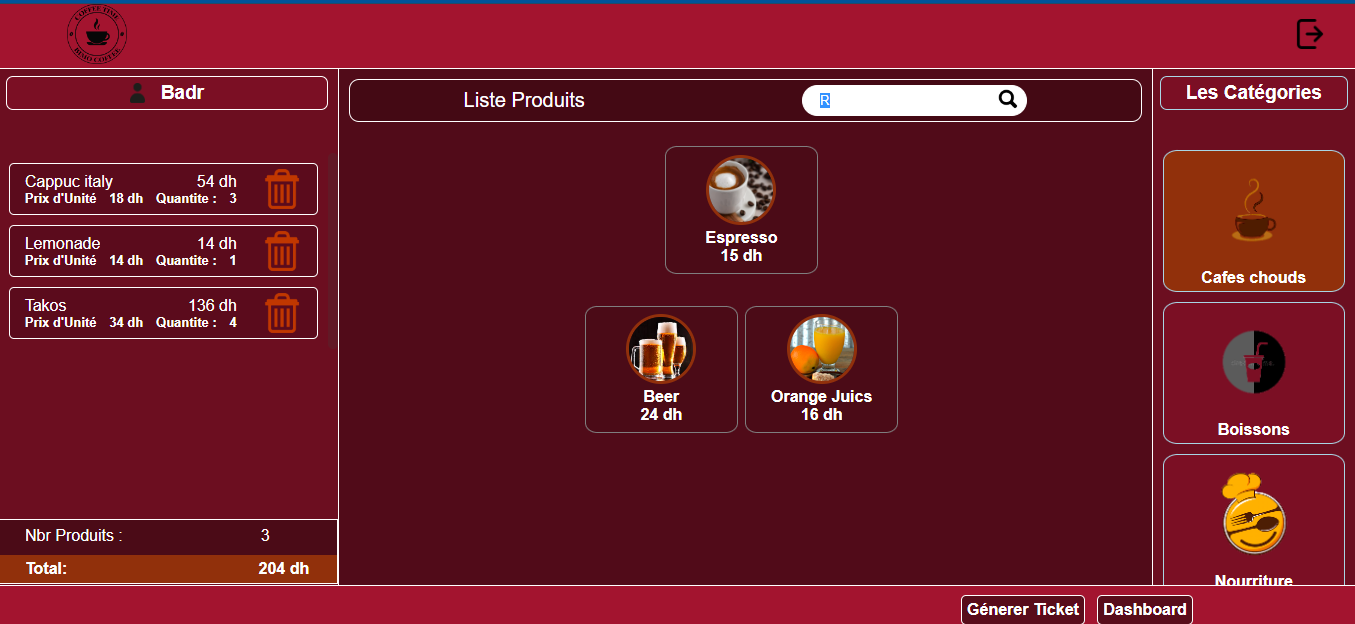 COFFEE TIME
Badr
Liste Produits
R
Les Catégories
Cappuc italy 54 dh
Prix d'Unité 18 dh Quantite : 3
Lemonade 14 dh
Prix d'Unité 14 dh Quantite : 1
Takos 136 dh
Prix d'Unité 34 dh Quantite : 4
Nbr Produits : 3
Total: 204 dh
Espresso
15 dh
Beer
24 dh
Orange Juics
16 dh
Cafes chouds
Boissons
Nourriture
Génerer Ticket
Dashboard